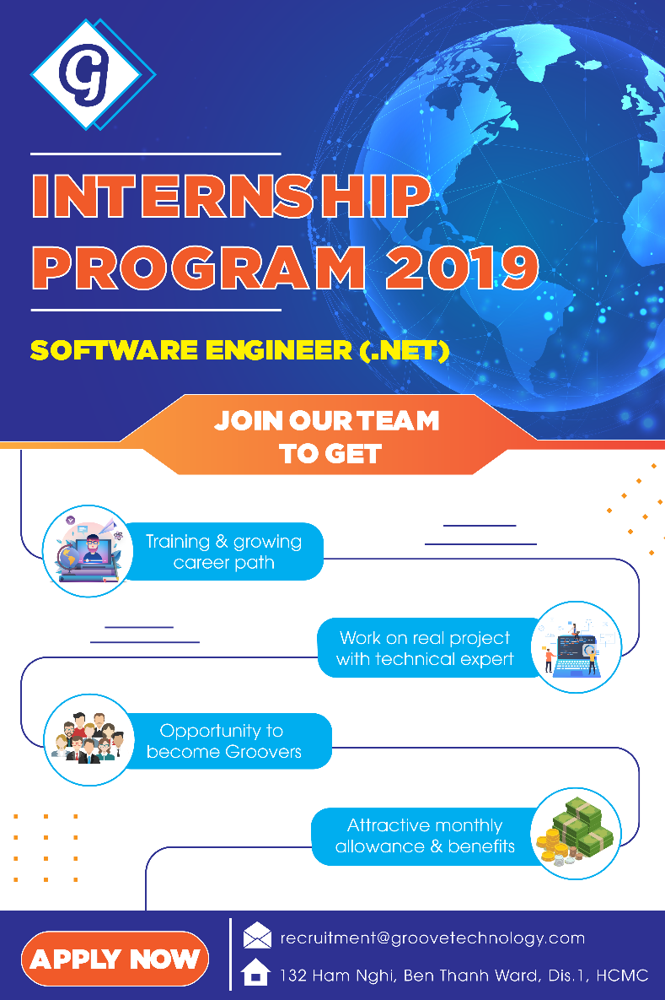 G
INTERNSHIP
PROGRAM 2019
SOFTWARE ENGINEER (.NET)
JOIN OUR TEAM
TO GET
Training & growing
career path
Work on real project
with technical expert
Opportunity to
become Groovers
Attractive monthly
allowance & benefits
APPLY NOW
recruitment@groovetechnology.com
132 Ham Nghi, Ben Thanh Ward, Dis.1, HCMC